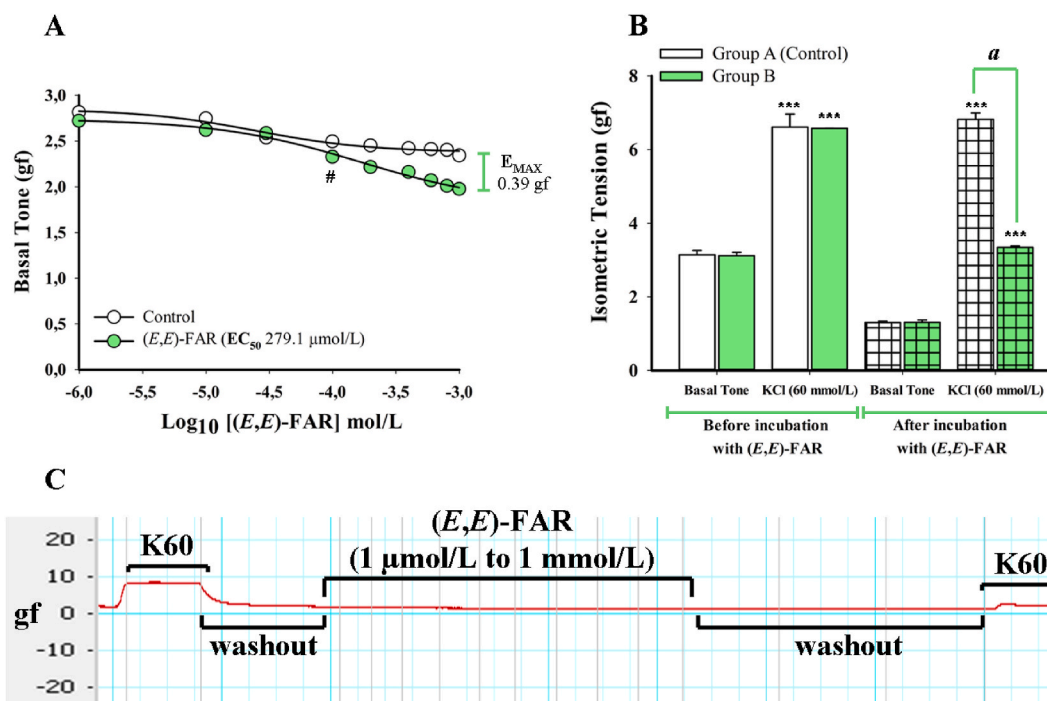 A
3,0
2,5
2,0
1,5
1,0
0,5
0,0
Basal Tone (gf)
#
EMAX
0.39 gf
Control
(E,E)-FAR (EC50 279.1 μmol/L)
-6,0 -5,5 -5,0 -4,5 -4,0 -3,5 -3,0
Log10 [(E,E)-FAR] mol/L
B
Group A (Control)
Group B
8
6
4
2
0
Isometric Tension (gf)
*** ***
a
***
***
Basal Tone KCl (60 mmol/L) Basal Tone KCl (60 mmol/L)
Before incubation
with (E,E)-FAR
After incubation
with (E,E)-FAR
C
20
10
0
-10
-20
gf
K60
washout
(E,E)-FAR
(1 μmol/L to 1 mmol/L)
washout
K60